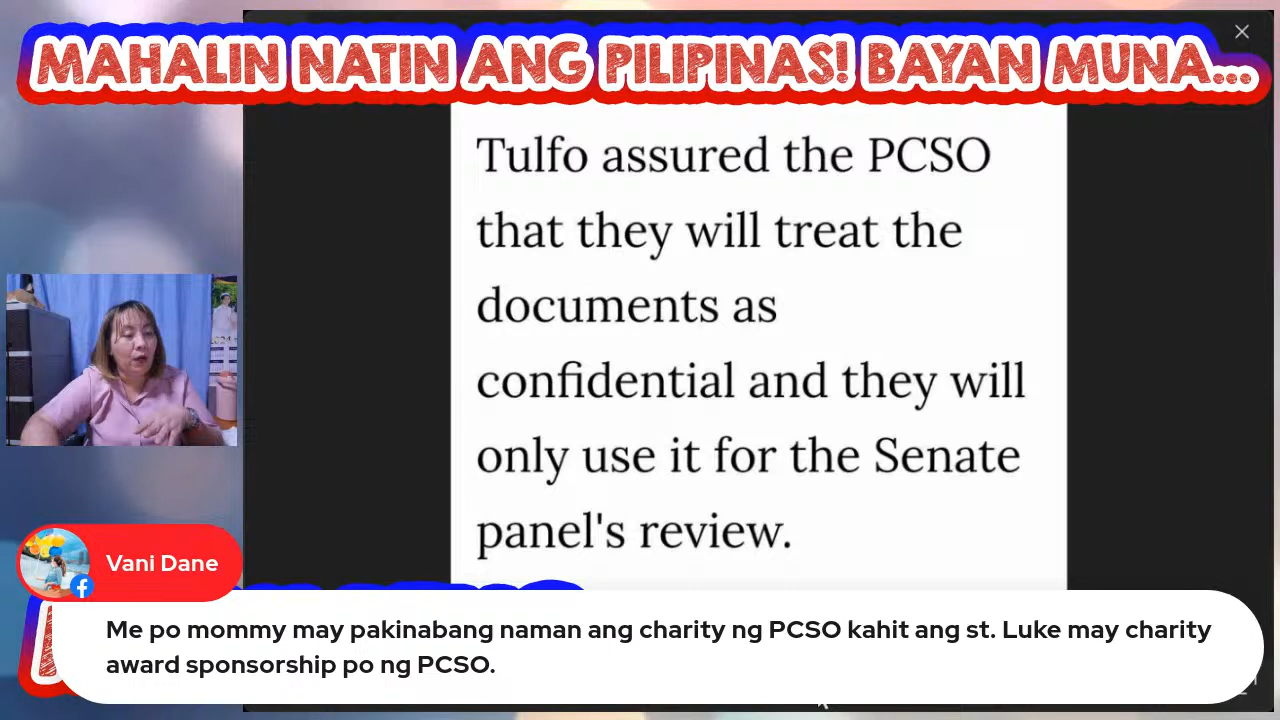 MAHALIN NATIN ANG PILIPINAS! BAYAN MUNA...
Tulfo assured the PCSO
that they will treat the
documents as
confidential and they will
only use it for the Senate
panel's review.
Vani Dane
Me po mommy may pakinabang naman ang charity ng PCSO kahit ang st. Luke may charity
award sponsorship po ng PCSO.